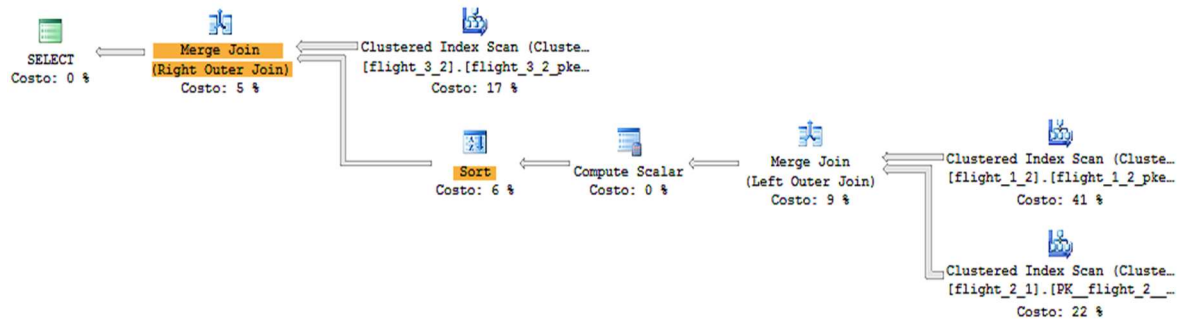 SELECT
Costo: 0 %
Merge Join
(Right Outer Join)
Costo: 5 %
Clustered Index Scan (Cluste…
[flight_3_2].[flight_3_2_pke…
Costo: 17 %
Sort
Costo: 6 %
Compute Scalar
Costo: 0 %
Merge Join
(Left Outer Join)
Costo: 9 %
Clustered Index Scan (Cluste…
[flight_1_2].[flight_1_2_pke…
Costo: 41 %
Clustered Index Scan (Cluste…
[flight_2_1].[PK__flight_2__…
Costo: 22 %